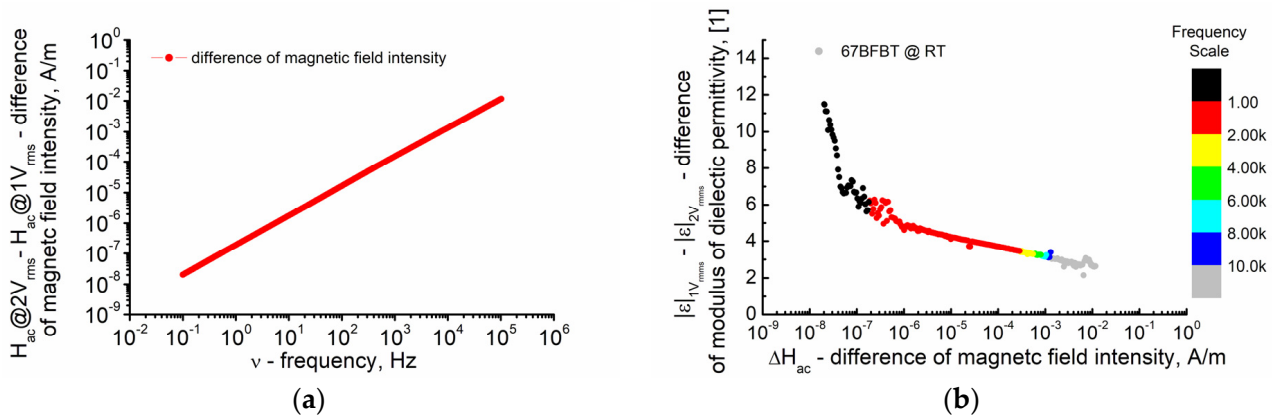 H_ac@2V_rms - H_ac@1V_rms - difference
of magnetc field intensity, A/m
10^0
10^-1
10^-2
10^-3
10^-4
10^-5
10^-6
10^-7
10^-8
10^-9
difference of magnetic field intensity
10^-2 10^-1 10^0 10^1 10^2 10^3 10^4 10^5 10^6
ν - frequency, Hz
(a)
|ε|_1V_rmms - |ε|_2V_rmms - difference
of modulus of dielectic permitivity, [1]
14
12
10
8
6
4
2
0
67BFBT @ RT
10^-9 10^-8 10^-7 10^-6 10^-5 10^-4 10^-3 10^-2 10^-1 10^0
ΔH_ac - difference of magnetc field intensity, A/m
Frequency
Scale
1.00
2.00k
4.00k
6.00k
8.00k
10.0k
(b)